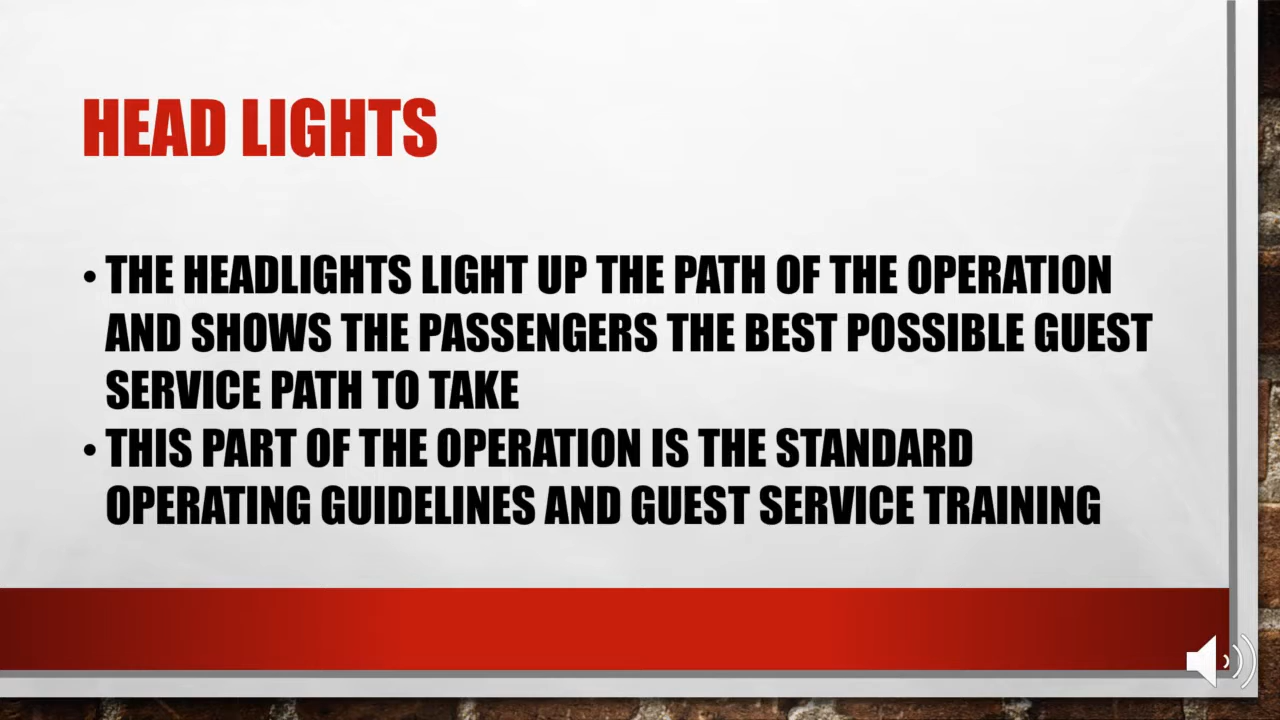 HEAD LIGHTS
• THE HEADLIGHTS LIGHT UP THE PATH OF THE OPERATION
AND SHOWS THE PASSENGERS THE BEST POSSIBLE GUEST
SERVICE PATH TO TAKE
• THIS PART OF THE OPERATION IS THE STANDARD
OPERATING GUIDELINES AND GUEST SERVICE TRAINING